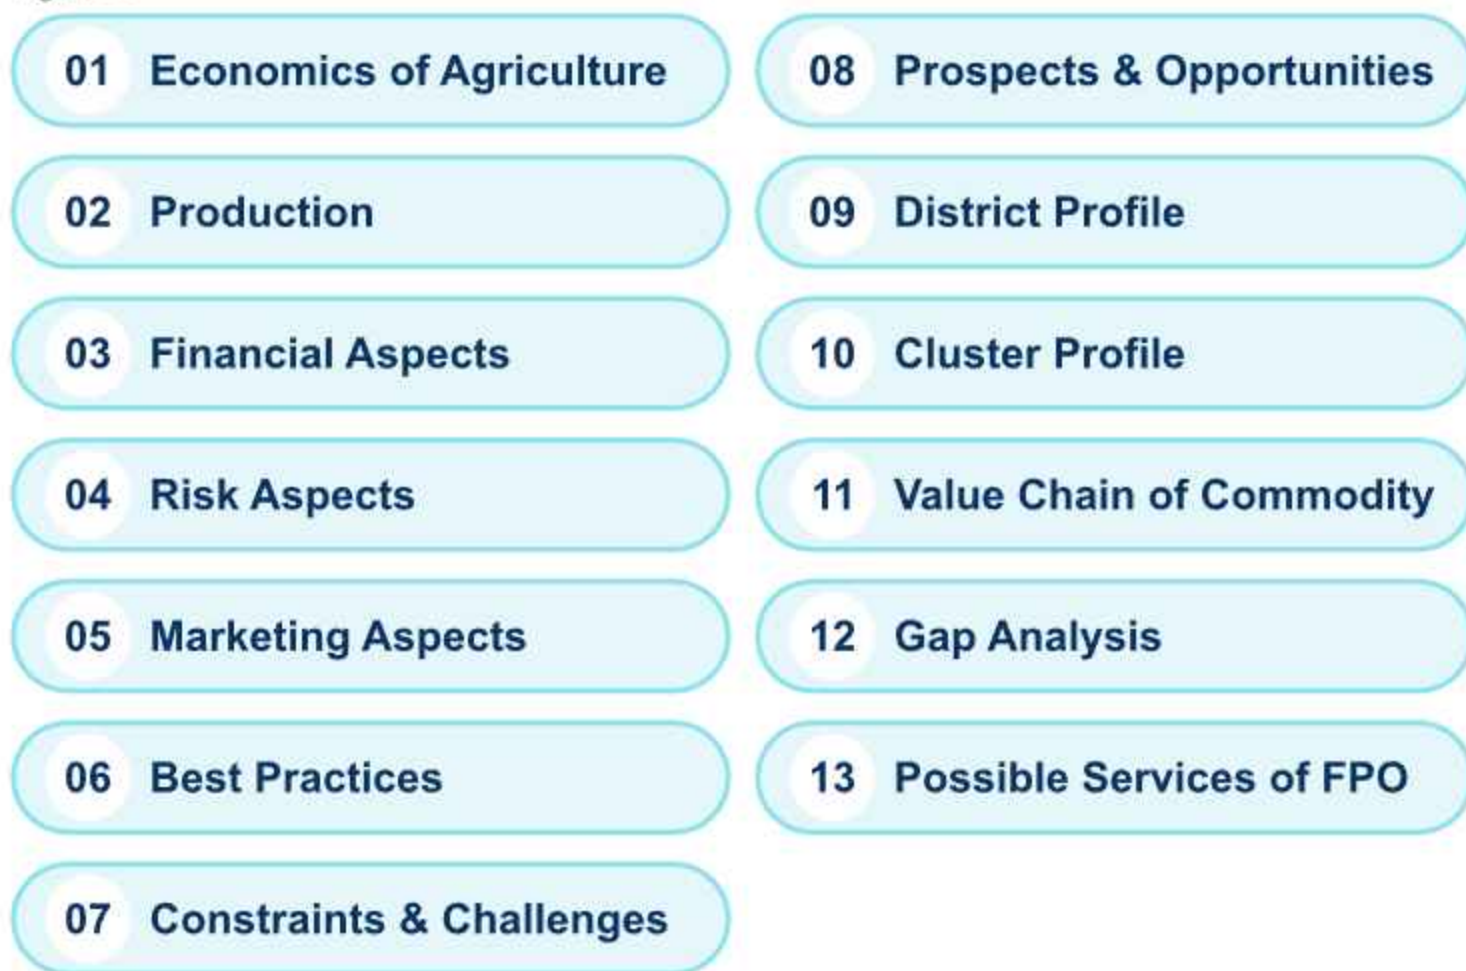 01 Economics of Agriculture
02 Production
03 Financial Aspects
04 Risk Aspects
05 Marketing Aspects
06 Best Practices
07 Constraints & Challenges
08 Prospects & Opportunities
09 District Profile
10 Cluster Profile
11 Value Chain of Commodity
12 Gap Analysis
13 Possible Services of FPO